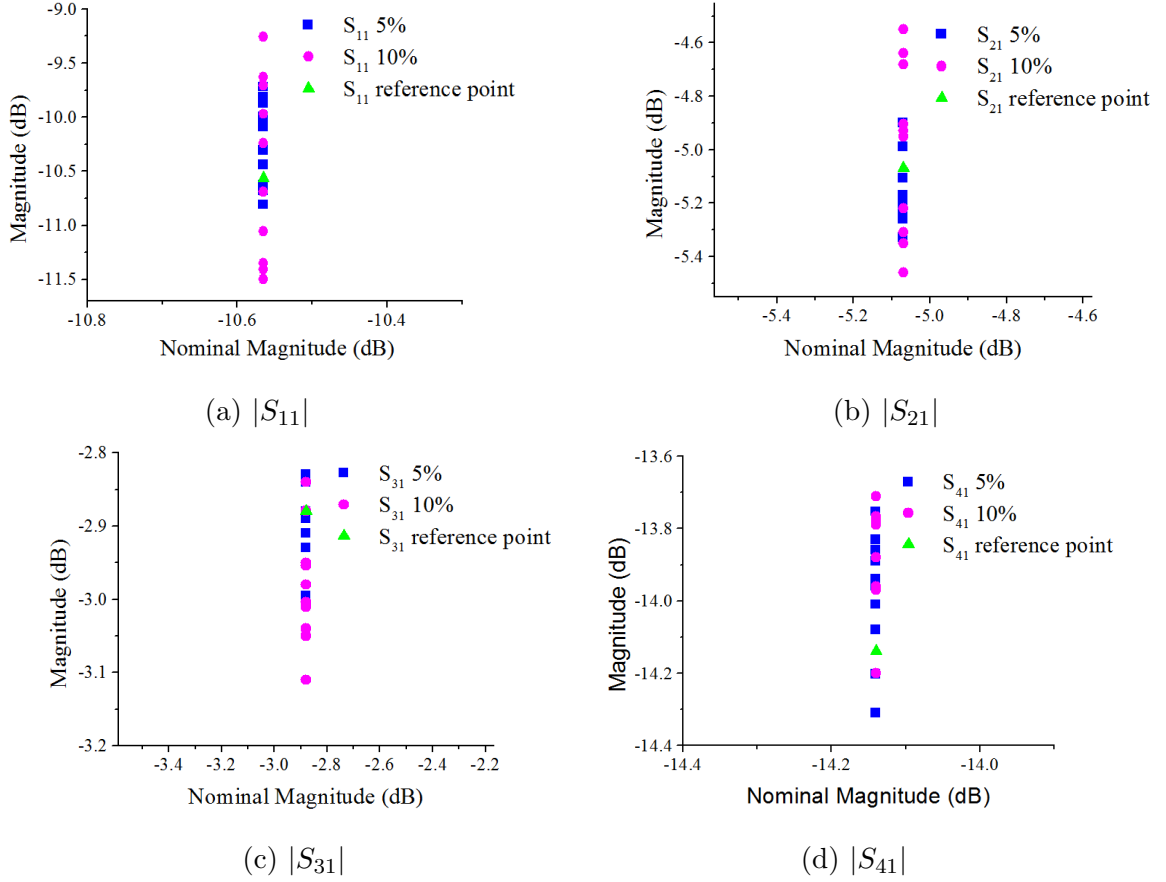 -9.0
-9.5
-10.0
-10.5
-11.0
-11.5
Magnitude (dB)
S11 5%
S11 10%
S11 reference point
-10.8 -10.6 -10.4
Nominal Magnitude (dB)
(a) |S11|
-4.6
-4.8
-5.0
-5.2
-5.4
Magnitude (dB)
S21 5%
S21 10%
S21 reference point
-5.4 -5.2 -5.0 -4.8 -4.6
Nominal Magnitude (dB)
(b) |S21|
-2.8
-2.9
-3.0
-3.1
-3.2
Magnitude (dB)
S31 5%
S31 10%
S31 reference point
-3.4 -3.2 -3.0 -2.8 -2.6 -2.4 -2.2
Nominal Magnitude (dB)
(c) |S31|
-13.6
-13.8
-14.0
-14.2
-14.4
Magnitude (dB)
S41 5%
S41 10%
S41 reference point
-14.4 -14.2 -14.0
Nominal Magnitude (dB)
(d) |S41|